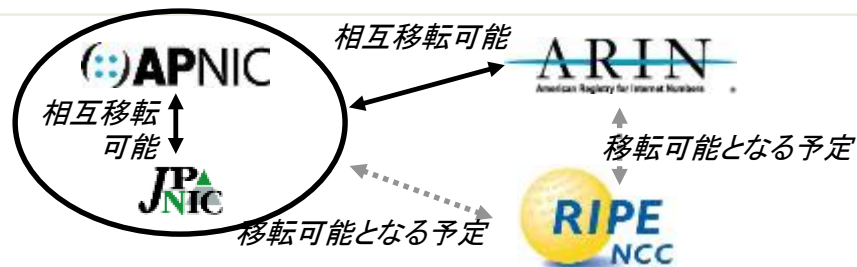 相互移転可能
(::)APNIC
ARIN
American Registry for Internet Numbers
相互移転
可能
移転可能となる予定
JPNIC
RIPE
NCC
移転可能となる予定